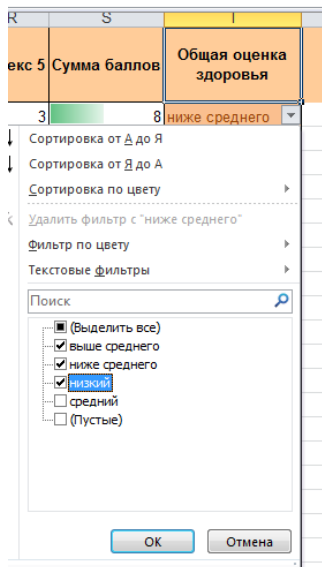 R S T
екс 5 Сумма баллов Общая оценка здоровья
3 8 ниже среднего
Сортировка от А до Я
Сортировка от Я до А
Сортировка по цвету
Удалить фильтр с "ниже среднего"
Фильтр по цвету
Текстовые фильтры
Поиск
(Выделить все)
выше среднего
ниже среднего
низкий
средний
(Пустые)
ОК Отмена